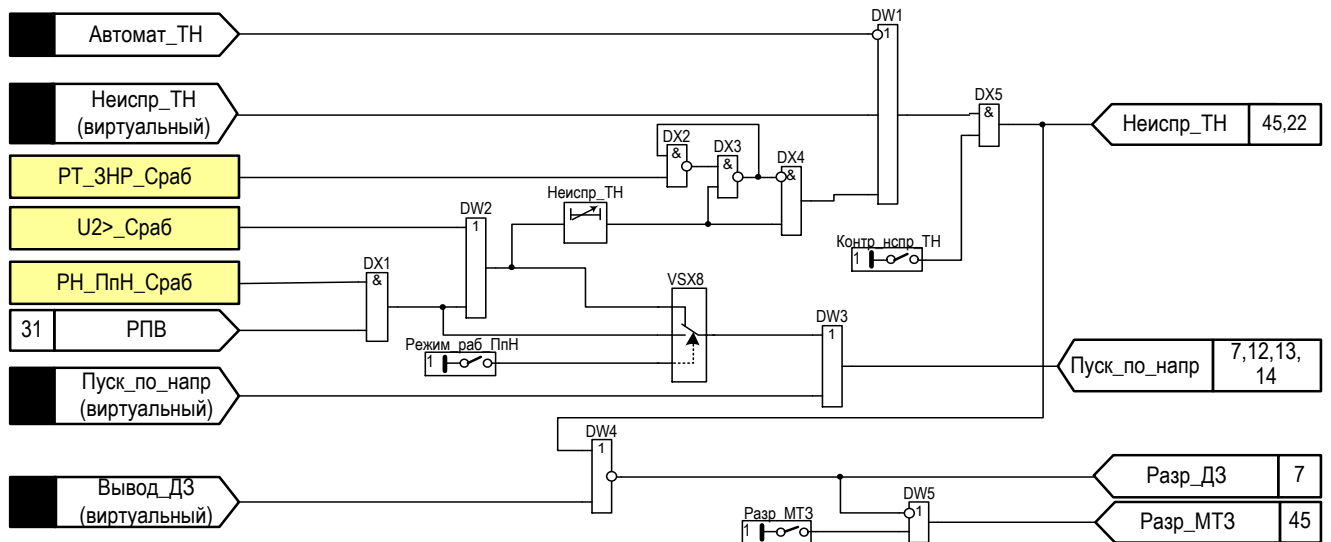 DW1
Автомат_ТН
1
Неиспр_ТН
(виртуальный)
DX5
&
Неиспр_ТН
45,22
DX2
&
DX3
&
DX4
&
РТ_ЗНР_Сраб
Неиспр_ТН
DW2
1
U2>_Сраб
Контр_нспр_ТН
1
DX1
&
РН_ПпН_Сраб
VSX8
31
РПВ
DW3
1
Режим_раб_ПпН
1
Пуск_по_напр
7,12,13,
14
Пуск_по_напр
(виртуальный)
DW4
1
Разр_ДЗ
7
Вывод_ДЗ
(виртуальный)
DW5
1
Разр_МТЗ
1
Разр_МТЗ
45